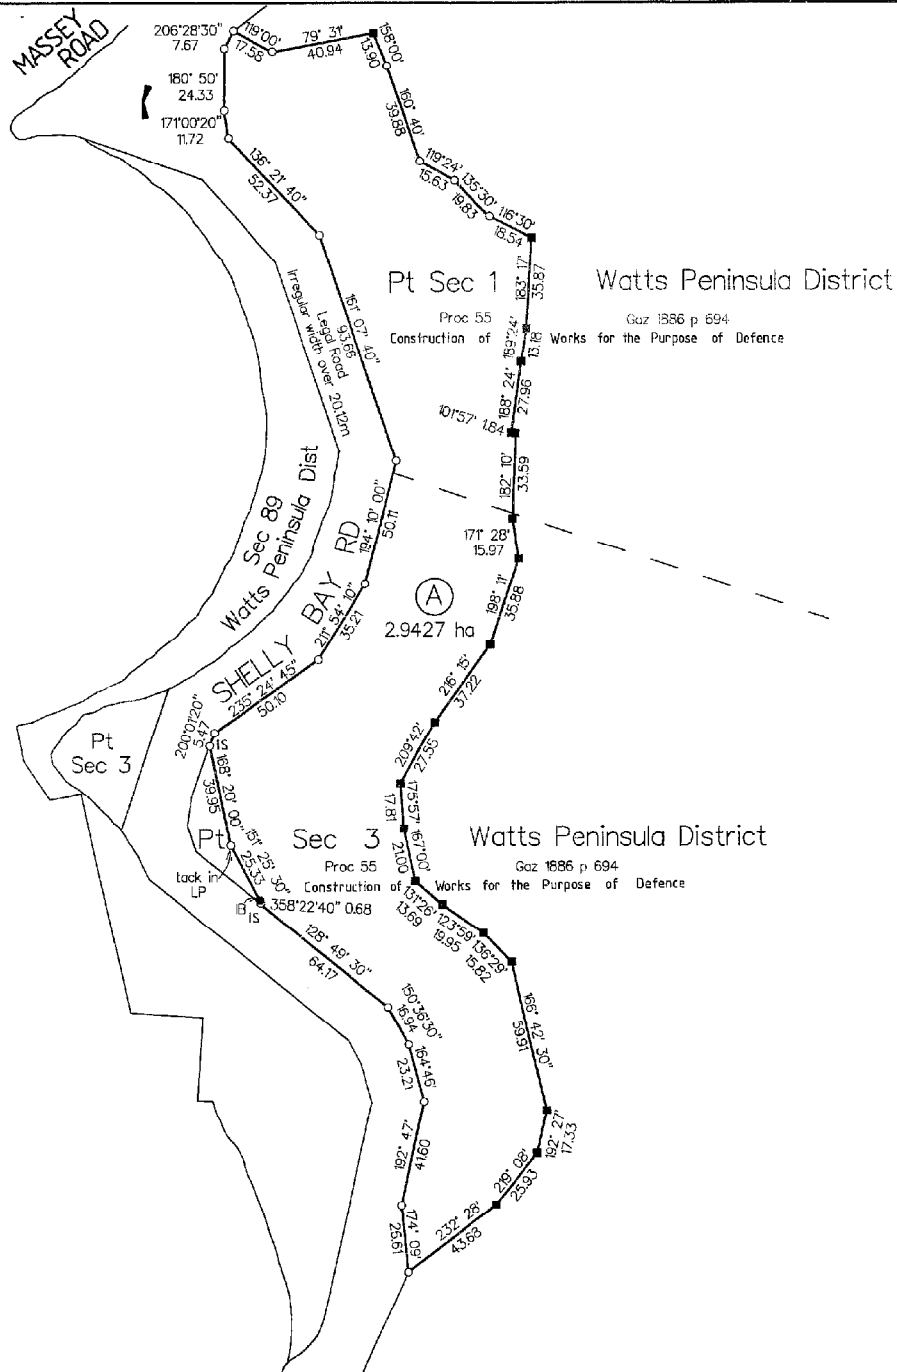 MASSEY
ROAD
206°28'30"
7.67
119°00'
17.58
79° 31'
40.94
158°00'
13.90
180° 50'
24.33
171°00'20"
11.72
160° 40'
39.88
136° 21' 40"
52.37
119°24'
15.63
135°30'
19.83
116°30'
18.54
183° 17'
35.87
Pt Sec 1
Watts Peninsula District
Proc 55
Gaz 1886 p 694
Construction of Works for the Purpose of Defence
161° 07' 40"
93.66
Legal Road
Irregular width over 20.12m
189°24'
13.18
188° 24'
27.96
101°57' 1.84
182° 10'
33.59
Sec 89
Watts Peninsula Dist
194° 10' 00"
50.11
171° 28'
15.97
SHELLY BAY RD
211° 54' 10"
35.21
A
2.9427 ha
198° 11'
35.88
235° 24' 45"
50.10
216° 15'
37.22
200°01'20"
5.47
IS
Pt
Sec 3
209°42'
27.55
168° 20' 00"
39.95
175°57'
17.81
Pt Sec 3
Watts Peninsula District
167°00'
21.00
Proc 55
Gaz 1886 p 694
Construction of Works for the Purpose of Defence
151° 25' 30"
25.33
tack in
LP
IB
IS
358°22'40" 0.68
131°26'
13.69
123°59'
19.95
136°29'
15.82
128° 49' 30"
64.17
150°36'30"
16.94
166° 42' 30"
59.91
164°46'
23.21
192° 47'
41.60
192° 27'
17.33
219° 08'
25.93
174° 09'
25.61
232° 28'
43.68